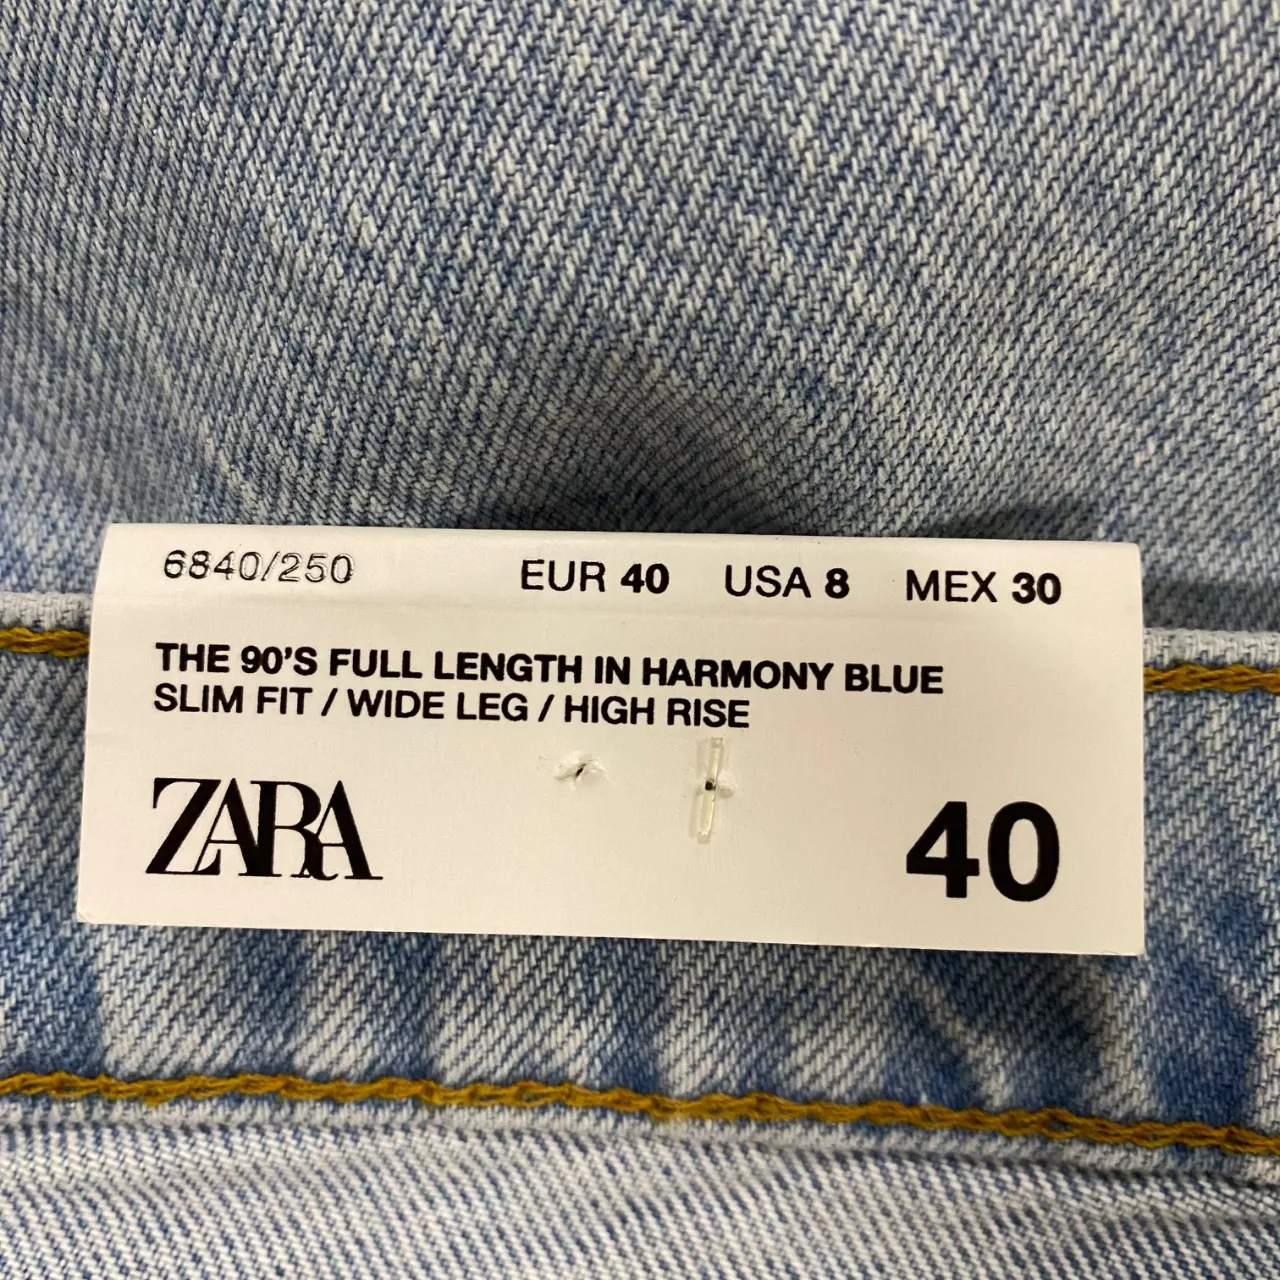 6840/250 EUR 40 USA 8 MEX 30
THE 90'S FULL LENGTH IN HARMONY BLUE
SLIM FIT / WIDE LEG / HIGH RISE
ZARA 40